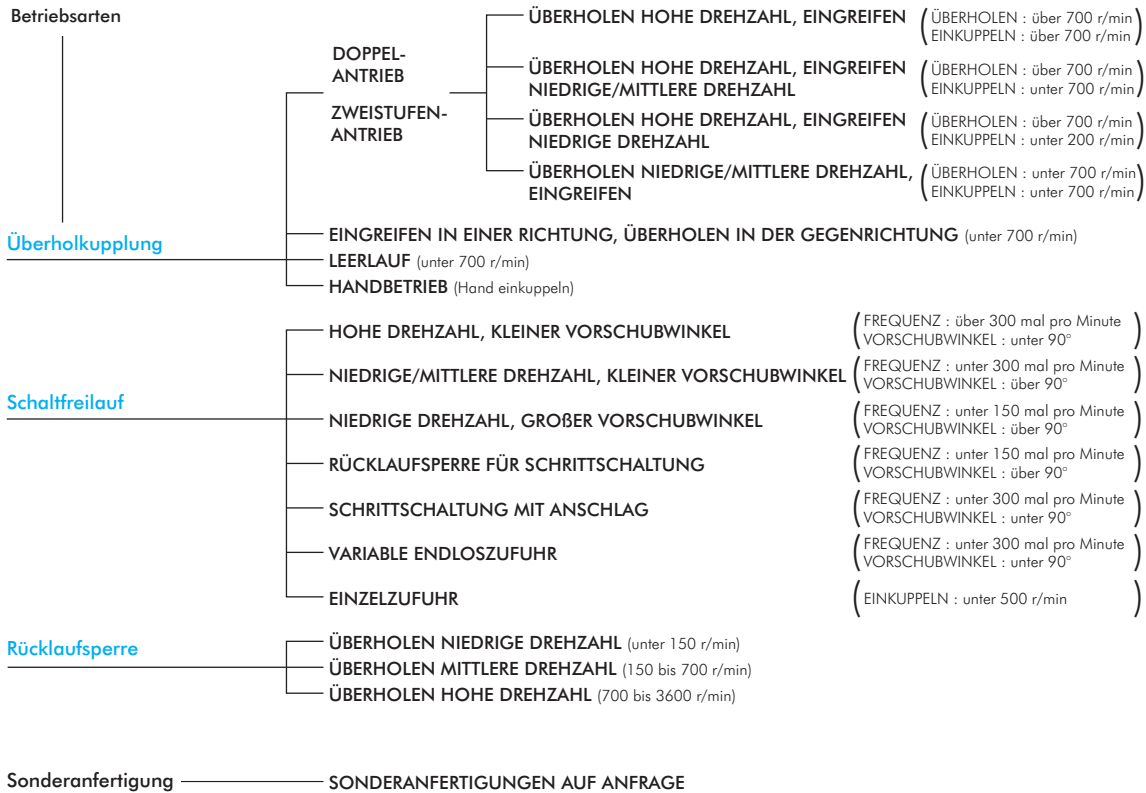 Betriebsarten
DOPPEL-
ANTRIEB
ZWEISTUFEN-
ANTRIEB
ÜBERHOLEN HOHE DREHZAHL, EINGREIFEN
(ÜBERHOLEN : über 700 r/min
EINKUPPELN : über 700 r/min)
ÜBERHOLEN HOHE DREHZAHL, EINGREIFEN
NIEDRIGE/MITTLERE DREHZAHL
(ÜBERHOLEN : über 700 r/min
EINKUPPELN : unter 700 r/min)
ÜBERHOLEN HOHE DREHZAHL, EINGREIFEN
NIEDRIGE DREHZAHL
(ÜBERHOLEN : über 700 r/min
EINKUPPELN : unter 200 r/min)
ÜBERHOLEN NIEDRIGE/MITTLERE DREHZAHL,
EINGREIFEN
(ÜBERHOLEN : unter 700 r/min
EINKUPPELN : unter 700 r/min)
Überholkupplung
EINGREIFEN IN EINER RICHTUNG, ÜBERHOLEN IN DER GEGENRICHTUNG (unter 700 r/min)
LEERLAUF (unter 700 r/min)
HANDBETRIEB (Hand einkuppeln)
Schaltfreilauf
HOHE DREHZAHL, KLEINER VORSCHUBWINKEL
(FREQUENZ : über 300 mal pro Minute
VORSCHUBWINKEL : unter 90°)
NIEDRIGE/MITTLERE DREHZAHL, KLEINER VORSCHUBWINKEL
(FREQUENZ : unter 300 mal pro Minute
VORSCHUBWINKEL : über 90°)
NIEDRIGE DREHZAHL, GROßER VORSCHUBWINKEL
(FREQUENZ : unter 150 mal pro Minute
VORSCHUBWINKEL : über 90°)
RÜCKLAUFSPERRE FÜR SCHRITTSCHALTUNG
(FREQUENZ : unter 150 mal pro Minute
VORSCHUBWINKEL : über 90°)
SCHRITTSCHALTUNG MIT ANSCHLAG
(FREQUENZ : unter 300 mal pro Minute
VORSCHUBWINKEL : unter 90°)
VARIABLE ENDLOSZUFUHR
(FREQUENZ : unter 300 mal pro Minute
VORSCHUBWINKEL : unter 90°)
EINZELZUFUHR
(EINKUPPELN : unter 500 r/min)
Rücklaufsperre
ÜBERHOLEN NIEDRIGE DREHZAHL (unter 150 r/min)
ÜBERHOLEN MITTLERE DREHZAHL (150 bis 700 r/min)
ÜBERHOLEN HOHE DREHZAHL (700 bis 3600 r/min)
Sonderanfertigung
SONDERANFERTIGUNGEN AUF ANFRAGE